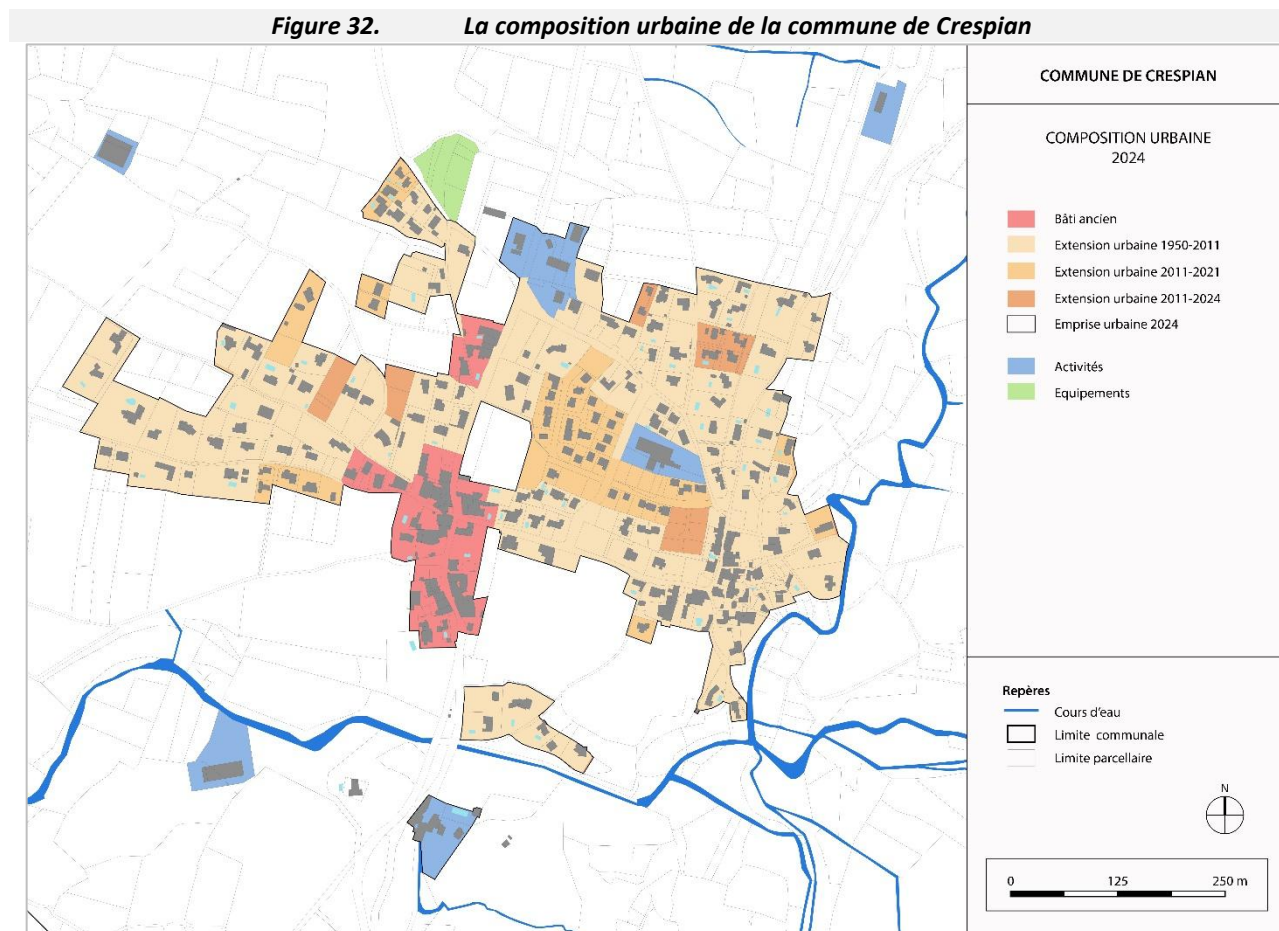 Figure 32. La composition urbaine de la commune de Crespian
COMMUNE DE CRESPIAN
COMPOSITION URBAINE
2024
Bâti ancien
Extension urbaine 1950-2011
Extension urbaine 2011-2021
Extension urbaine 2011-2024
Emprise urbaine 2024
Activités
Equipements
Repères
Cours d'eau
Limite communale
Limite parcellaire
N
0 125 250 m